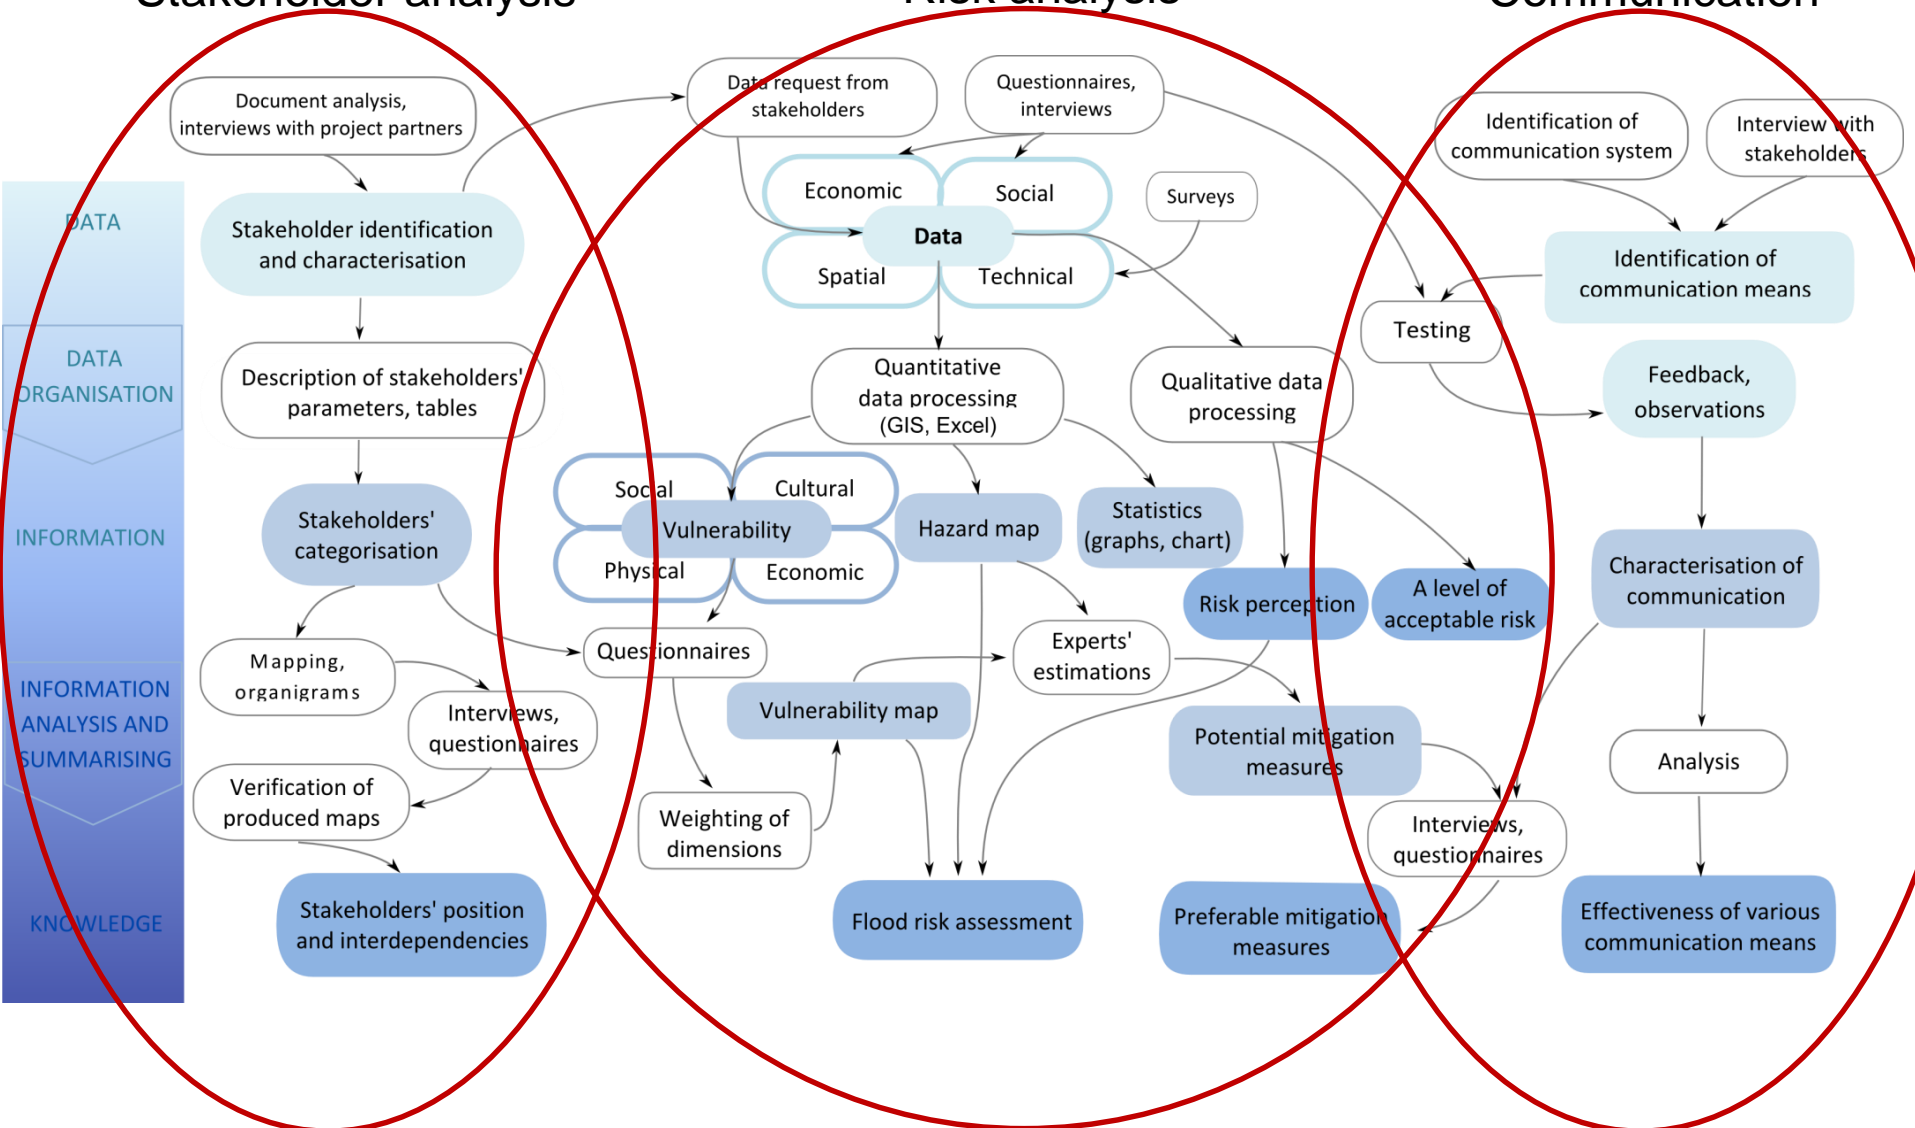 Stakeholder analysis
Risk analysis
Communication
DATA
DATA
ORGANISATION
INFORMATION
INFORMATION
ANALYSIS AND
SUMMARISING
KNOWLEDGE
Document analysis,
interviews with project partners
Stakeholder identification
and characterisation
Description of stakeholders'
parameters, tables
Stakeholders'
categorisation
Mapping,
organigrams
Interviews,
questionnaires
Verification of
produced maps
Stakeholders' position
and interdependencies
Data request from
stakeholders
Questionnaires,
interviews
Economic
Social
Data
Spatial
Technical
Surveys
Quantitative
data processing
(GIS, Excel)
Qualitative data
processing
Social
Cultural
Vulnerability
Physical
Economic
Hazard map
Statistics
(graphs, chart)
Risk perception
A level of
acceptable risk
Questionnaires
Experts'
estimations
Vulnerability map
Potential mitigation
measures
Weighting of
dimensions
Interviews,
questionnaires
Flood risk assessment
Preferable mitigation
measures
Identification of
communication system
Interview with
stakeholders
Identification of
communication means
Testing
Feedback,
observations
Characterisation of
communication
Analysis
Effectiveness of various
communication means